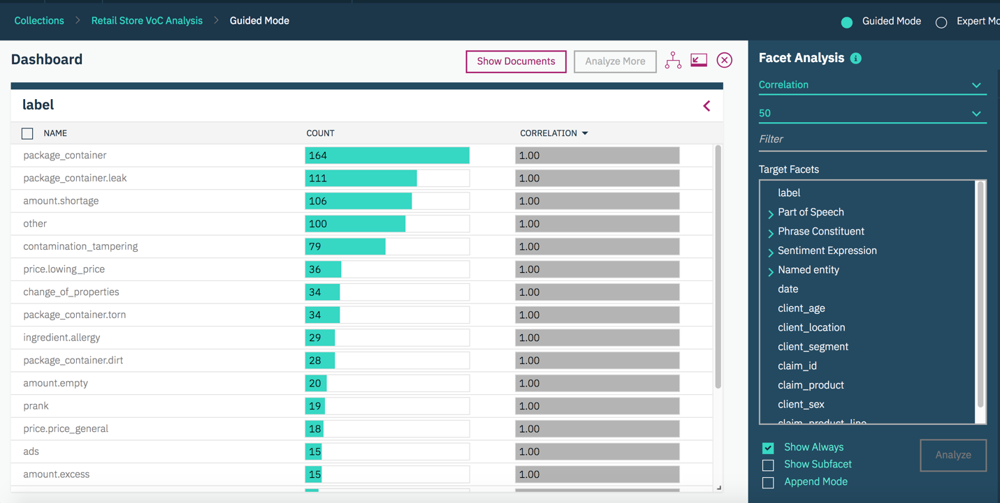 Collections > Retail Store VoC Analysis > Guided Mode
Guided Mode Expert Mo
Dashboard
Show Documents
Analyze More
label
NAME COUNT CORRELATION
package_container 164 1.00
package_container.leak 111 1.00
amount.shortage 106 1.00
other 100 1.00
contamination_tampering 79 1.00
price.lowing_price 36 1.00
change_of_properties 34 1.00
package_container.torn 34 1.00
ingredient.allergy 29 1.00
package_container.dirt 28 1.00
amount.empty 20 1.00
prank 19 1.00
price.price_general 18 1.00
ads 15 1.00
amount.excess 15 1.00
Facet Analysis i
Correlation
50
Filter
Target Facets
label
Part of Speech
Phrase Constituent
Sentiment Expression
Named entity
date
client_age
client_location
client_segment
claim_id
claim_product
client_sex
claim_product_line
Show Always
Show Subfacet
Append Mode
Analyze